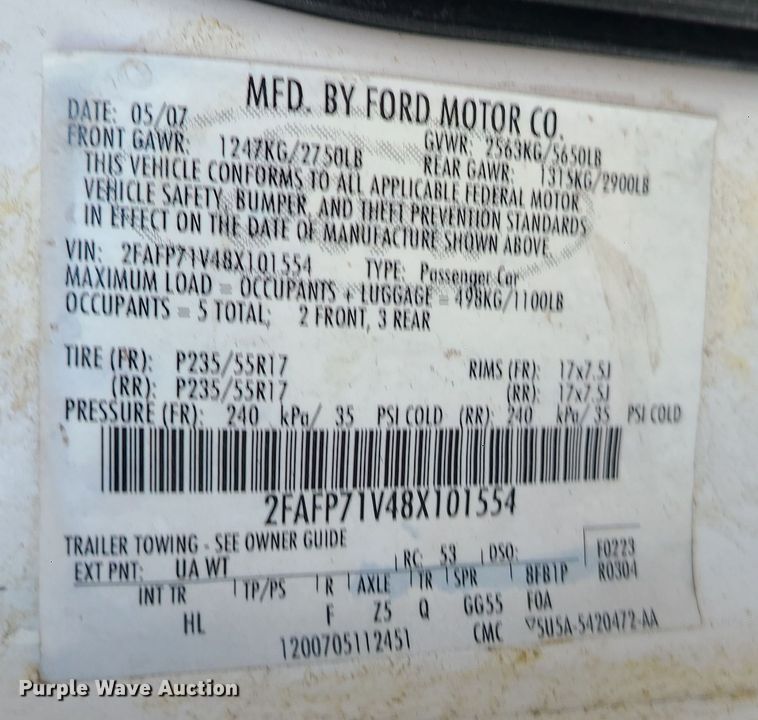 MFD. BY FORD MOTOR CO.
DATE: 05/07
GVWR: 2563KG/5650LB
FRONT GAWR: 1247KG/2750LB
REAR GAWR: 1315KG/2900LB
THIS VEHICLE CONFORMS TO ALL APPLICABLE FEDERAL MOTOR
VEHICLE SAFETY, BUMPER, AND THEFT PREVENTION STANDARDS
IN EFFECT ON THE DATE OF MANUFACTURE SHOWN ABOVE
VIN: 2FAFP71V48X101554 TYPE: Passenger Car
MAXIMUM LOAD = OCCUPANTS + LUGGAGE = 498KG/1100LB
OCCUPANTS = 5 TOTAL; 2 FRONT, 3 REAR
TIRE (FR): P235/55R17 RIMS (FR): 17x7.5J
(RR): P235/55R17 (RR): 17x7.5J
PRESSURE (FR): 240 kPa/ 35 PSI COLD (RR): 240 kPa/ 35 PSI COLD
2FAFP71V48X101554
TRAILER TOWING - SEE OWNER GUIDE
EXT PNT: UA WT RC: 53 DSO: F0223
INT TR TP/PS R AXLE TR SPR 8FB1P R0304
HL F Z5 Q GG55 F0A
1200705112451 CMC ▽5U5A-5420472-AA
Purple Wave Auction